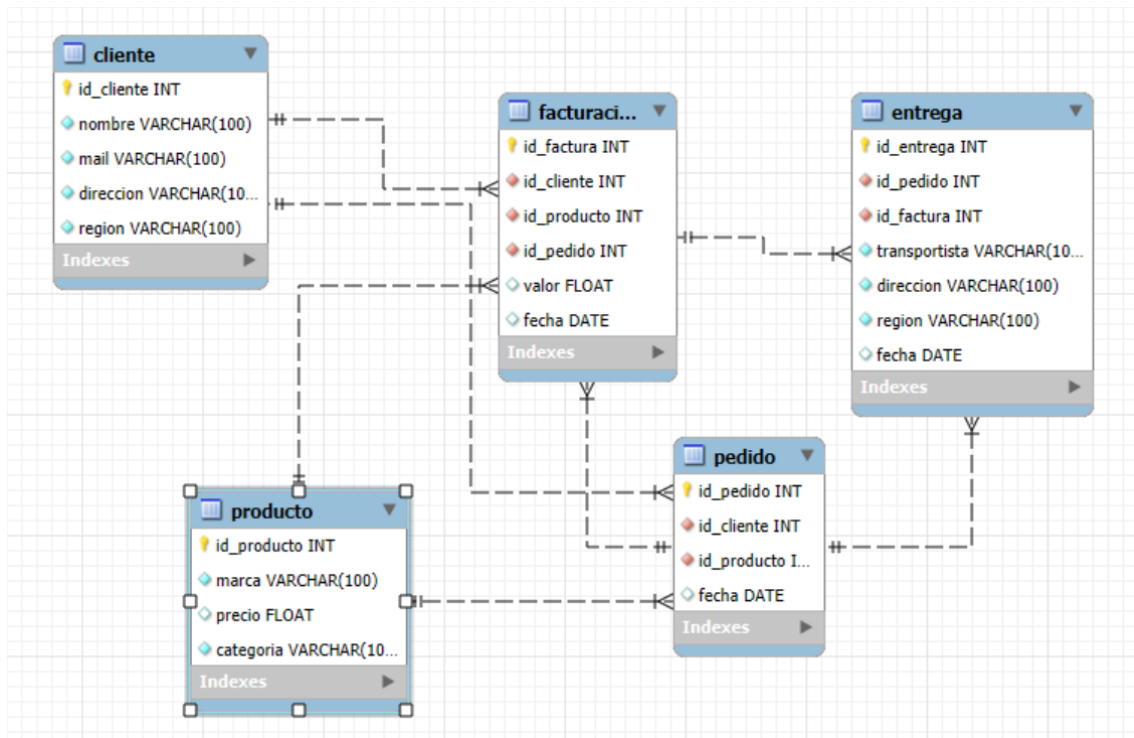 cliente
id_cliente INT
nombre VARCHAR(100)
mail VARCHAR(100)
direccion VARCHAR(10...
region VARCHAR(100)
Indexes
facturaci...
id_factura INT
id_cliente INT
id_producto INT
id_pedido INT
valor FLOAT
fecha DATE
Indexes
entrega
id_entrega INT
id_pedido INT
id_factura INT
transportista VARCHAR(10...
direccion VARCHAR(100)
region VARCHAR(100)
fecha DATE
Indexes
producto
id_producto INT
marca VARCHAR(100)
precio FLOAT
categoria VARCHAR(10...
Indexes
pedido
id_pedido INT
id_cliente INT
id_producto I...
fecha DATE
Indexes